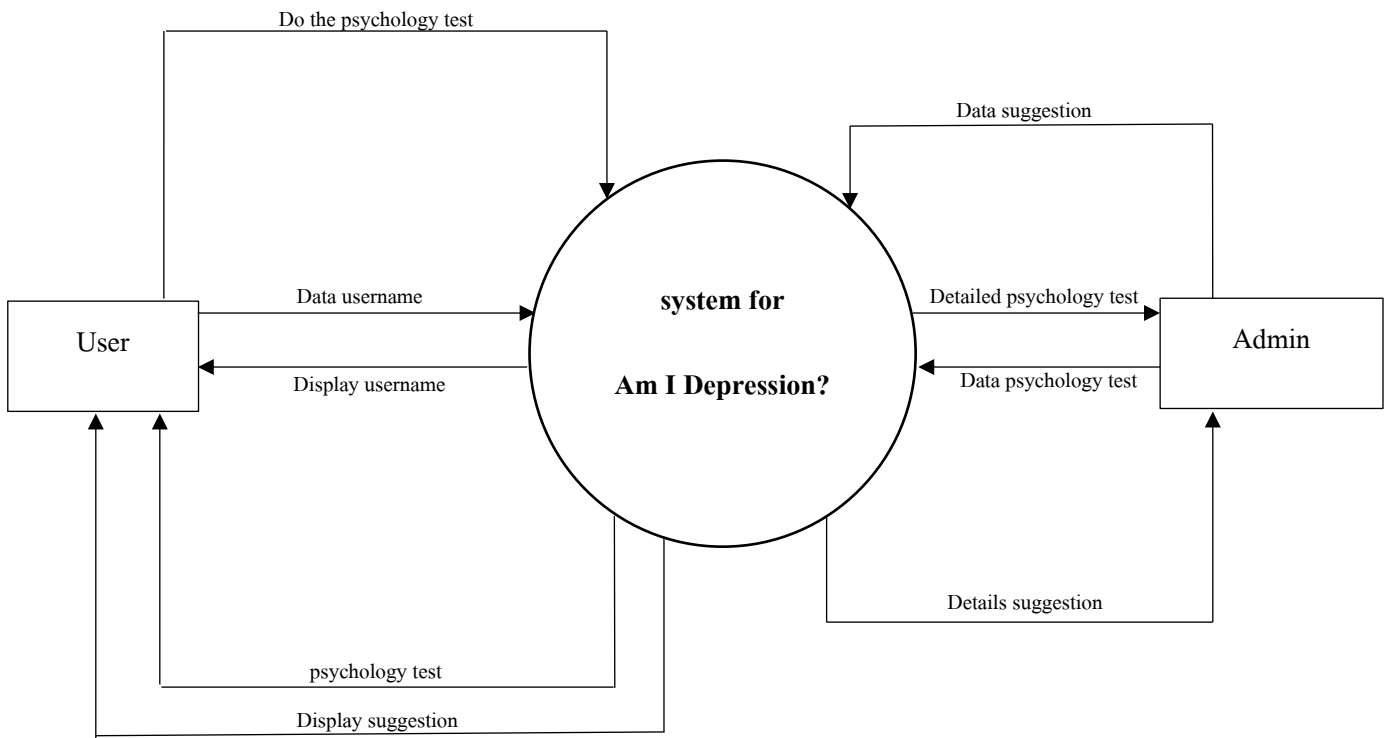 Do the psychology test
Data suggestion
Data username
system for
Detailed psychology test
User
Admin
Display username
Am I Depression?
Data psychology test
Details suggestion
psychology test
Display suggestion